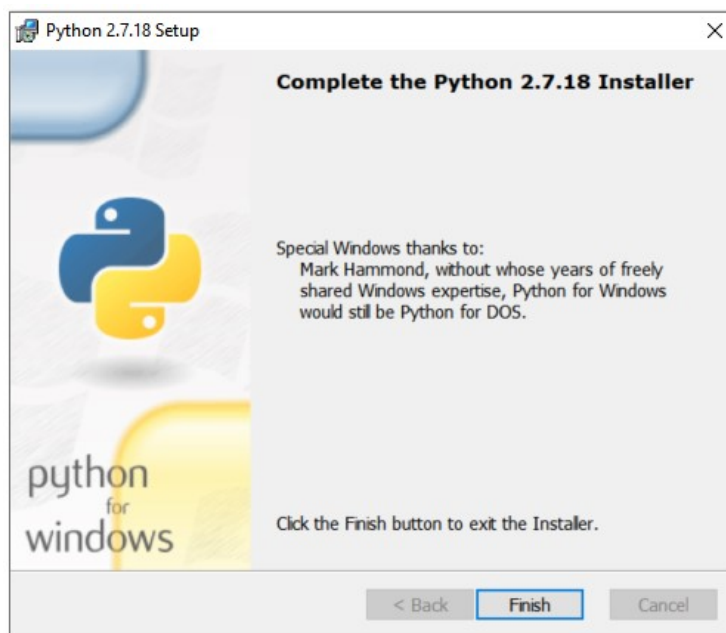 Python 2.7.18 Setup
Complete the Python 2.7.18 Installer
Special Windows thanks to:
Mark Hammond, without whose years of freely
shared Windows expertise, Python for Windows
would still be Python for DOS.
python
for
windows
Click the Finish button to exit the Installer.
< Back
Finish
Cancel